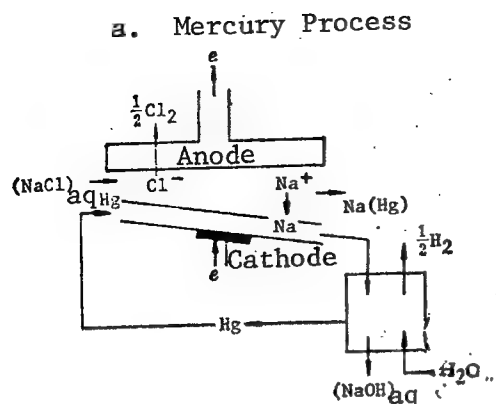 a. Mercury Process
e
½Cl₂
Anode
(NaCl)aq
Cl⁻
Na⁺
Hg
Na
Na(Hg)
½H₂
Cathode
e
Hg
H₂O
(NaOH)aq